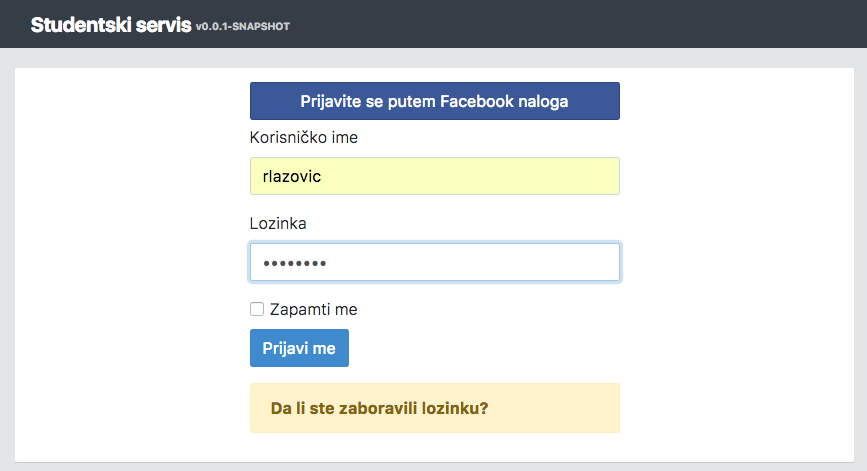 Studentski servis v0.0.1-SNAPSHOT
Prijavite se putem Facebook naloga
Korisničko ime
rlazovic
Lozinka
••••••••
Zapamti me
Prijavi me
Da li ste zaboravili lozinku?